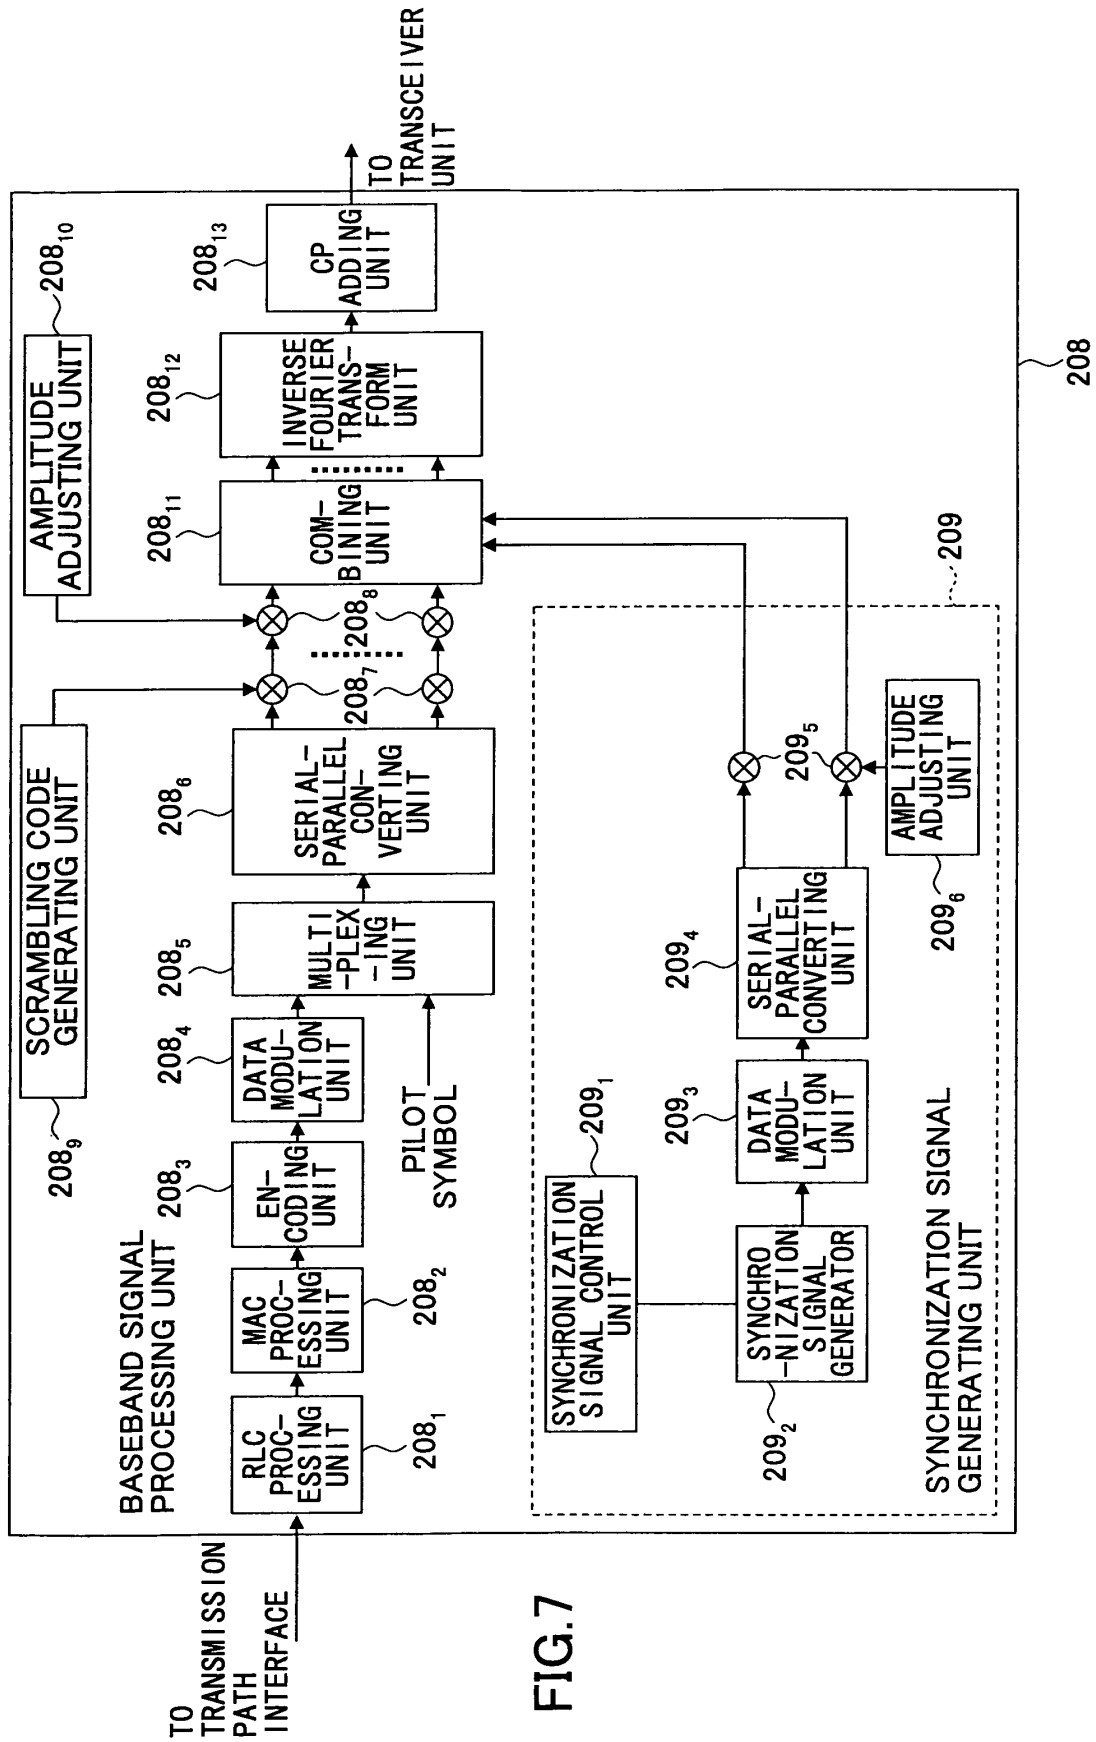 TO
TRANSMISSION
PATH
INTERFACE
BASEBAND SIGNAL
PROCESSING UNIT
RLC
PROC-
ESSING
UNIT
208₁
MAC
PROC-
ESSING
UNIT
208₂
EN-
CODING
UNIT
208₃
DATA
MODU-
LATION
UNIT
208₄
PILOT
SYMBOL
MULTI
-PLEX
-ING
UNIT
208₅
SERIAL-
PARALLEL
CON-
VERTING
UNIT
208₆
SCRAMBLING CODE
GENERATING UNIT
208₉
208₇
208₈
AMPLITUDE
ADJUSTING UNIT
208₁₀
COM-
BINING
UNIT
208₁₁
INVERSE
FOURIER
TRANS-
FORM
UNIT
208₁₂
CP
ADDING
UNIT
208₁₃
TO
TRANSCEIVER
UNIT
SYNCHRONIZATION
SIGNAL CONTROL
UNIT
209₁
SYNCHRO
-NIZATION
SIGNAL
GENERATOR
209₂
DATA
MODU-
LATION
UNIT
209₃
SERIAL-
PARALLEL
CONVERTING
UNIT
209₄
209₅
AMPLITUDE
ADJUSTING
UNIT
209₆
SYNCHRONIZATION SIGNAL
GENERATING UNIT
209
208
FIG.7